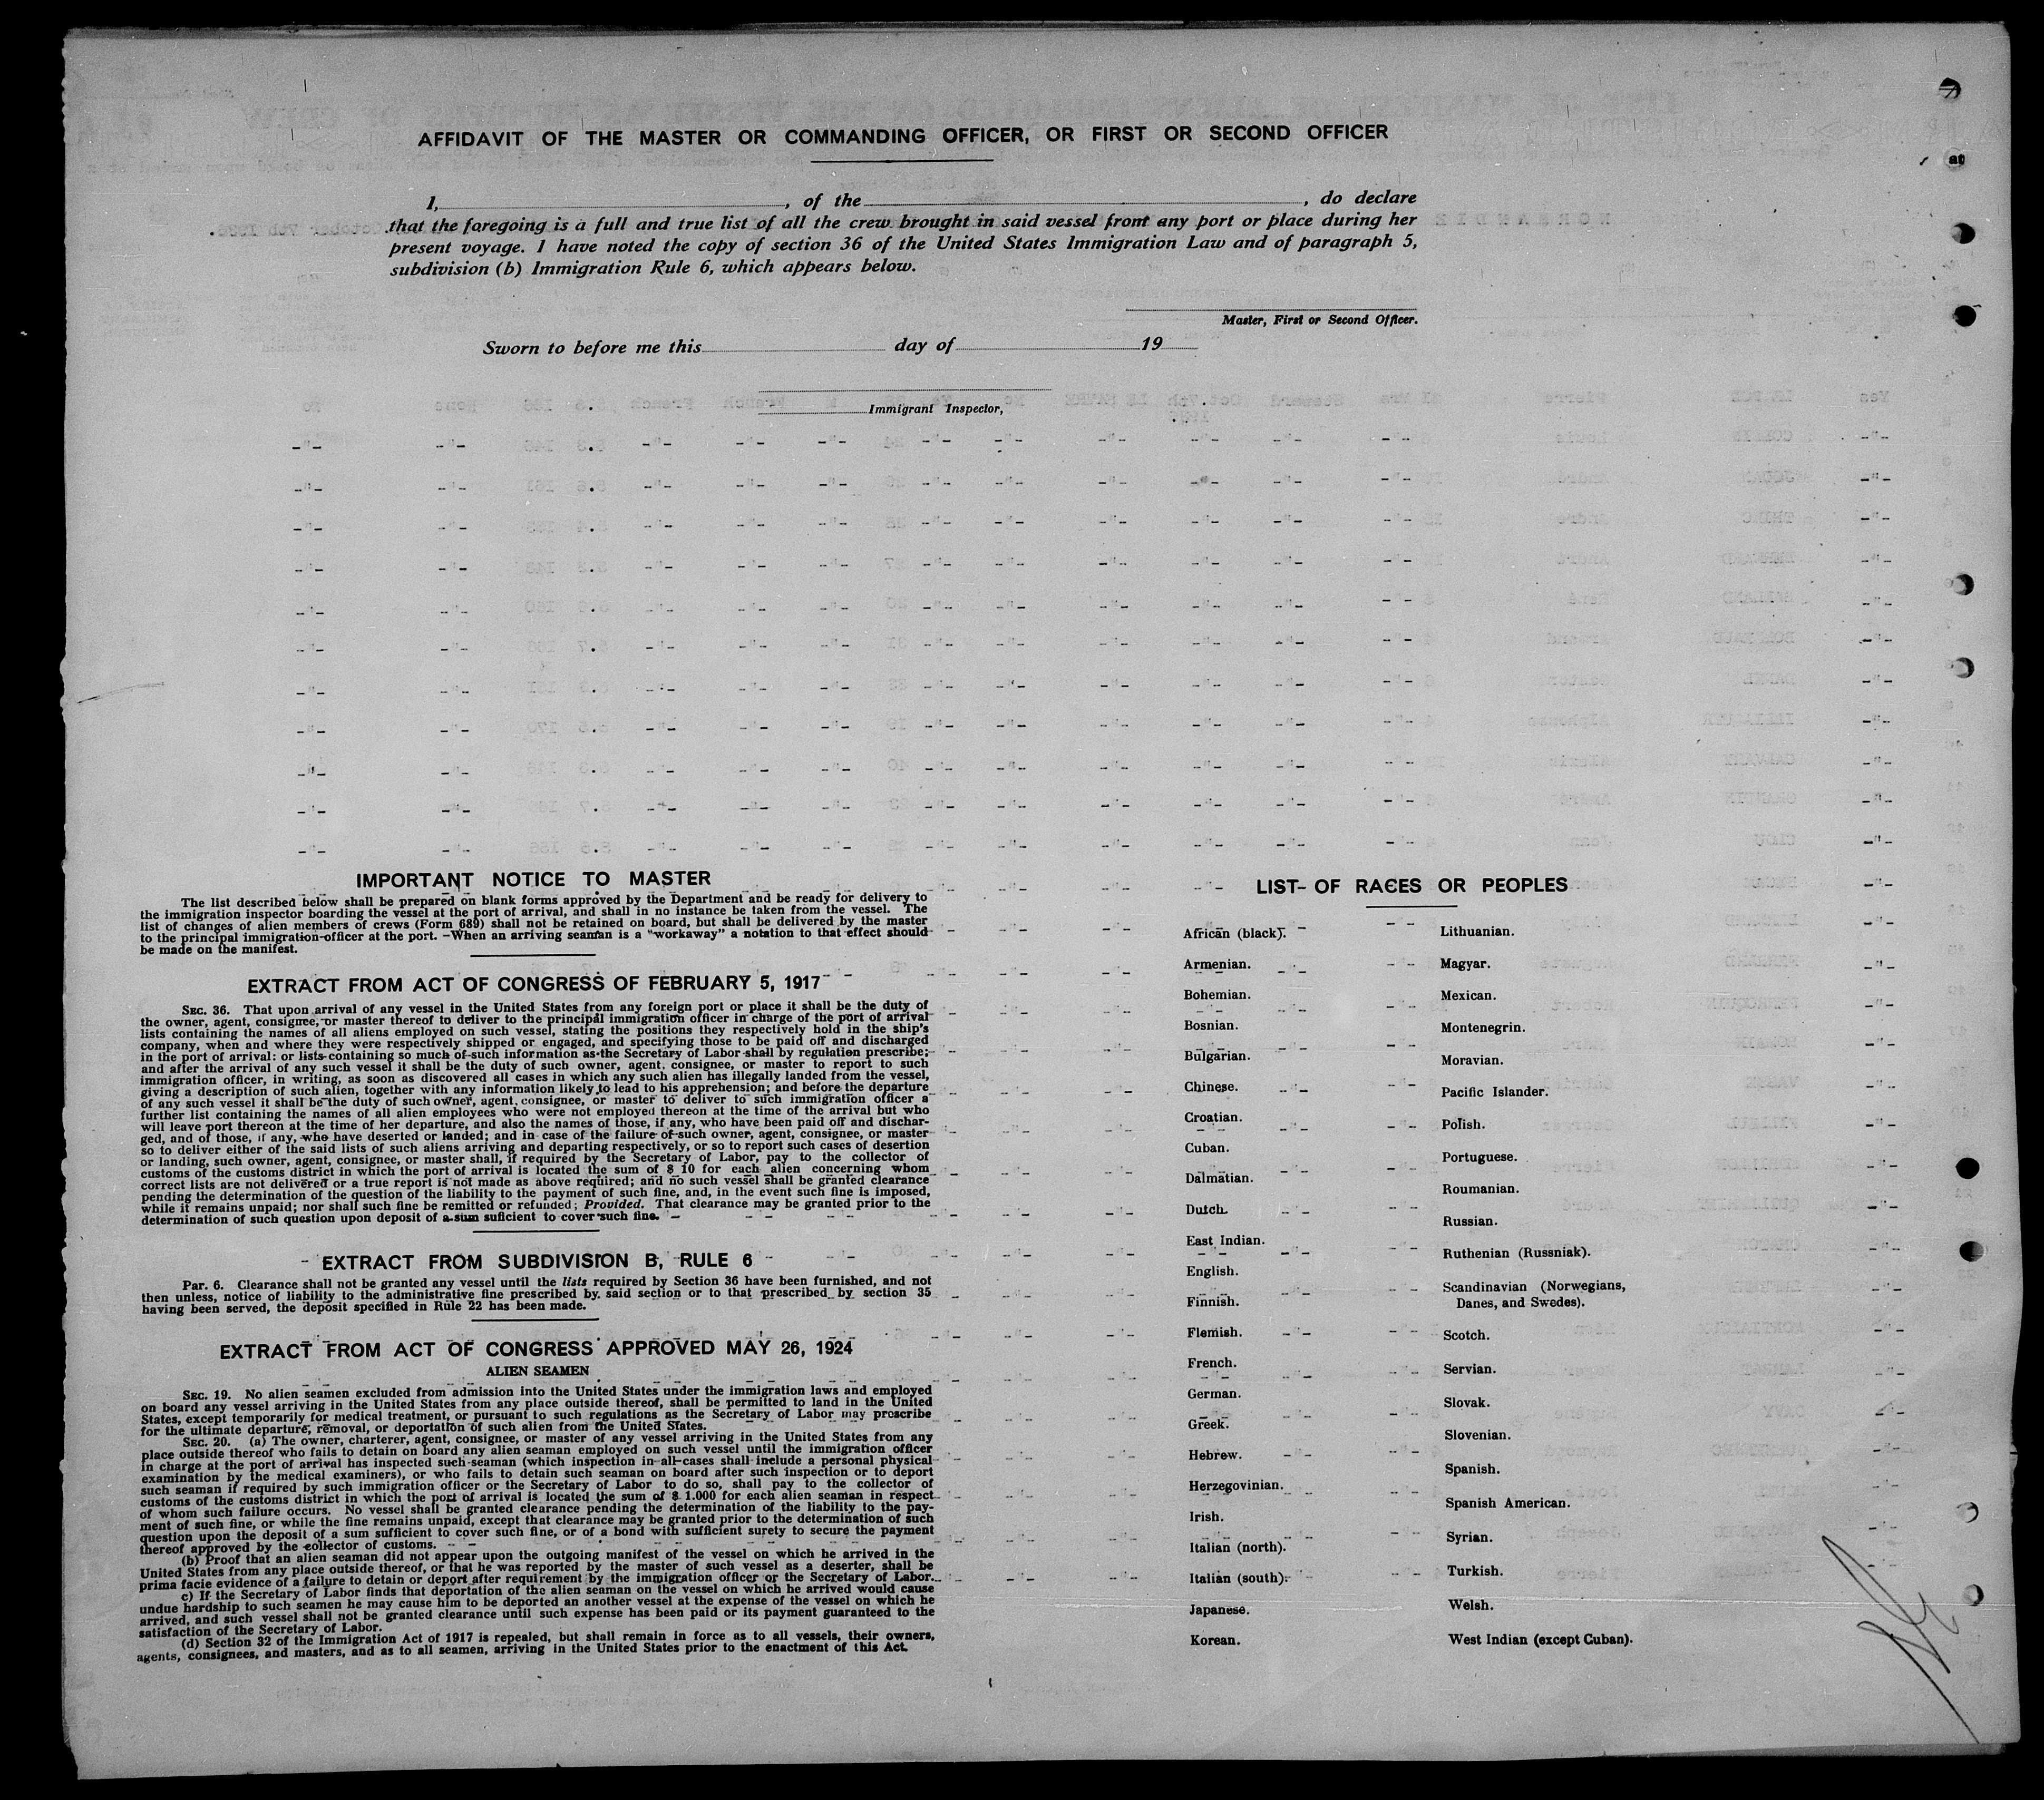 AFFIDAVIT OF THE MASTER OR COMMANDING OFFICER, OR FIRST OR SECOND OFFICER
I, , of the , do declare
that the foregoing is a full and true list of all the crew brought in said vessel from any port or place during her
present voyage. I have noted the copy of section 36 of the United States Immigration Law and of paragraph 5,
subdivision (b) Immigration Rule 6, which appears below.
Master, First or Second Officer.
Sworn to before me this day of 19
Immigrant Inspector,
IMPORTANT NOTICE TO MASTER
The list described below shall be prepared on blank forms approved by the Department and be ready for delivery to
the immigration inspector boarding the vessel at the port of arrival, and shall in no instance be taken from the vessel. The
list of changes of alien members of crews (Form 689) shall not be retained on board, but shall be delivered by the master
to the principal immigration officer at the port. When an arriving seaman is a "workaway" a notation to that effect should
be made on the manifest.
EXTRACT FROM ACT OF CONGRESS OF FEBRUARY 5, 1917
SEC. 36. That upon arrival of any vessel in the United States from any foreign port or place it shall be the duty of
the owner, agent, consignee, or master thereof to deliver to the principal immigration officer in charge of the port of arrival
lists containing the names of all aliens employed on such vessel, stating the positions they respectively hold in the ship's
company, when and where they were respectively shipped or engaged, and specifying those to be paid off and discharged
in the port of arrival: or lists containing so much of such information as the Secretary of Labor shall by regulation prescribe;
and after the arrival of any such vessel it shall be the duty of such owner, agent, consignee, or master to report to such
immigration officer, in writing, as soon as discovered all cases in which any such alien has illegally landed from the vessel,
giving a description of such alien, together with any information likely to lead to his apprehension; and before the departure
of any such vessel it shall be the duty of such owner, agent, consignee, or master to deliver to such immigration officer a
further list containing the names of all alien employees who were not employed thereon at the time of the arrival but who
will leave port thereon at the time of her departure, and also the names of those, if any, who have been paid off and dischar-
ged, and of those, if any, who have deserted or landed; and in case of the failure of such owner, agent, consignee, or master
so to deliver either of the said lists of such aliens arriving and departing respectively, or so to report such cases of desertion
or landing, such owner, agent, consignee, or master shall, if required by the Secretary of Labor, pay to the collector of
customs of the customs district in which the port of arrival is located the sum of $ 10 for each alien concerning whom
correct lists are not delivered or a true report is not made as above required; and no such vessel shall be granted clearance
pending the determination of the question of the liability to the payment of such fine, and, in the event such fine is imposed,
while it remains unpaid; nor shall such fine be remitted or refunded; Provided. That clearance may be granted prior to the
determination of such question upon deposit of a sum suficient to cover such fine.
EXTRACT FROM SUBDIVISION B, RULE 6
Par. 6. Clearance shall not be granted any vessel until the lists required by Section 36 have been furnished, and not
then unless, notice of liability to the administrative fine prescribed by said section or to that prescribed by section 35
having been served, the deposit specified in Rule 22 has been made.
EXTRACT FROM ACT OF CONGRESS APPROVED MAY 26, 1924
ALIEN SEAMEN
SEC. 19. No alien seamen excluded from admission into the United States under the immigration laws and employed
on board any vessel arriving in the United States from any place outside thereof, shall be permitted to land in the United
States, except temporarily for medical treatment, or pursuant to such regulations as the Secretary of Labor may prescribe
for the ultimate departure, removal, or deportation of such alien from the United States.
SEC. 20. (a) The owner, charterer, agent, consignee, or master of any vessel arriving in the United States from any
place outside thereof who fails to detain on board any alien seaman employed on such vessel until the immigration officer
in charge at the port of arrival has inspected such seaman (which inspection in all cases shall include a personal physical
examination by the medical examiners), or who fails to detain such seaman on board after such inspection or to deport
such seaman if required by such immigration officer or the Secretary of Labor to do so, shall pay to the collector of
customs of the customs district in which the port of arrival is located the sum of $ 1.000 for each alien seaman in respect
of whom such failure occurs. No vessel shall be granted clearance pending the determination of the liability to the pay-
ment of such fine, or while the fine remains unpaid, except that clearance may be granted prior to the determination of such
question upon the deposit of a sum sufficient to cover such fine, or of a bond with sufficient surety to secure the payment
thereof approved by the collector of customs.
(b) Proof that an alien seaman did not appear upon the outgoing manifest of the vessel on which he arrived in the
United States from any place outside thereof, or that he was reported by the master of such vessel as a deserter, shall be
prima facie evidence of a failure to detain or deport after requirement by the immigration officer or the Secretary of Labor.
c) If the Secretary of Labor finds that deportation of the alien seaman on the vessel on which he arrived would cause
undue hardship to such seamen he may cause him to be deported an another vessel at the expense of the vessel on which he
arrived, and such vessel shall not be granted clearance until such expense has been paid or its payment guaranteed to the
satisfaction of the Secretary of Labor.
(d) Section 32 of the Immigration Act of 1917 is repealed, but shall remain in force as to all vessels, their owners,
agents, consignees, and masters, and as to all seamen, arriving in the United States prior to the enactment of this Act.
LIST OF RACES OR PEOPLES
African (black).
Armenian.
Bohemian.
Bosnian.
Bulgarian.
Chinese.
Croatian.
Cuban.
Dalmatian.
Dutch.
East Indian.
English.
Finnish.
Flemish.
French.
German.
Greek.
Hebrew.
Herzegovinian.
Irish.
Italian (north).
Italian (south).
Japanese.
Korean.
Lithuanian.
Magyar.
Mexican.
Montenegrin.
Moravian.
Pacific Islander.
Polish.
Portuguese.
Roumanian.
Russian.
Ruthenian (Russniak).
Scandinavian (Norwegians,
Danes, and Swedes).
Scotch.
Servian.
Slovak.
Slovenian.
Spanish.
Spanish American.
Syrian.
Turkish.
Welsh.
West Indian (except Cuban).